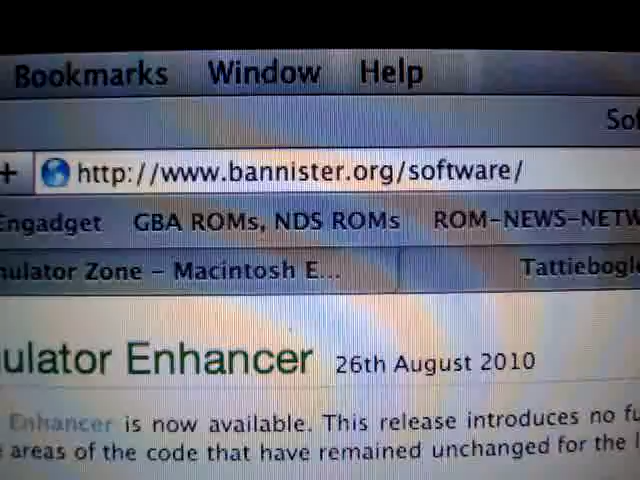 Bookmarks Window Help
Sof
+ http://www.bannister.org/software/
Engadget GBA ROMs, NDS ROMs ROM-NEWS-NETW
nulator Zone - Macintosh E... Tattiebogle
ulator Enhancer 26th August 2010
Enhancer is now available. This release introduces no fu
e areas of the code that have remained unchanged for the l